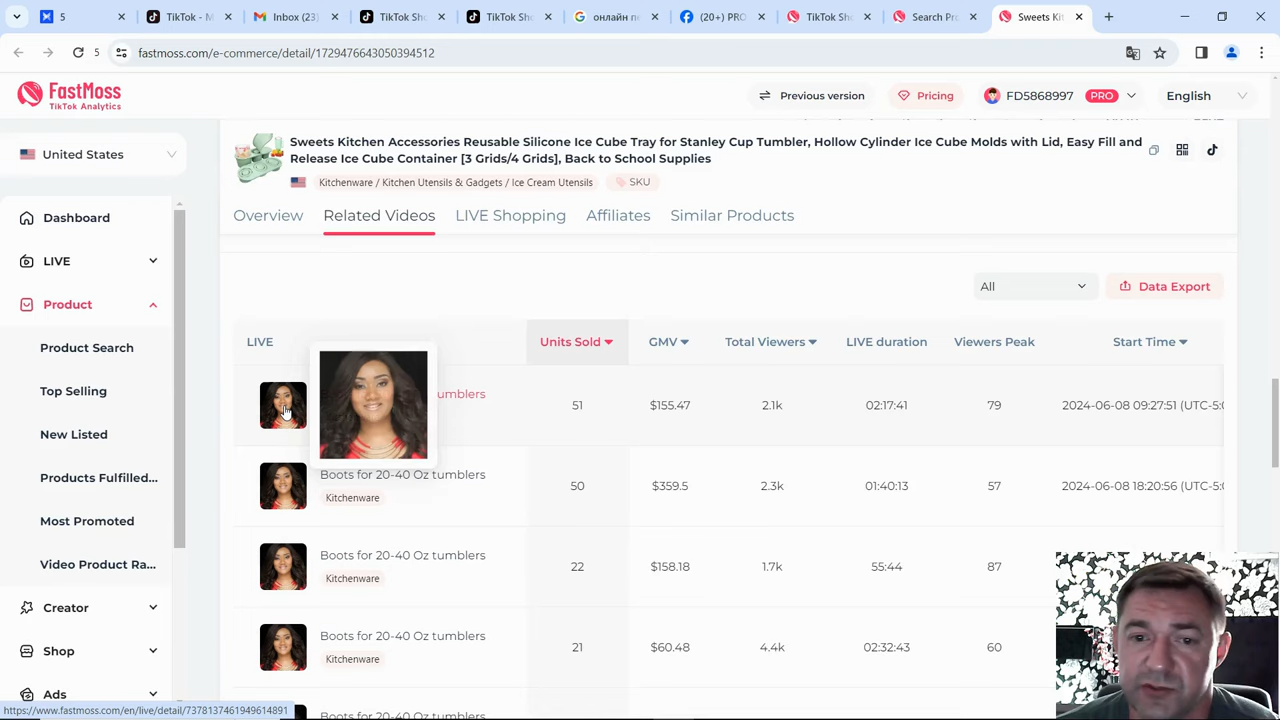 5
TikTok - M
Inbox (23)
TikTok Sho
TikTok Sho
онлайн пе
(20+) PRO
TikTok Shc
Search Pro
Sweets Kit
5
fastmoss.com/e-commerce/detail/1729476643050394512
FastMoss
TikTok Analytics
Previous version
Pricing
FD5868997
PRO
English
United States
Sweets Kitchen Accessories Reusable Silicone Ice Cube Tray for Stanley Cup Tumbler, Hollow Cylinder Ice Cube Molds with Lid, Easy Fill and
Release Ice Cube Container [3 Grids/4 Grids], Back to School Supplies
Kitchenware / Kitchen Utensils & Gadgets / Ice Cream Utensils
SKU
Overview
Related Videos
LIVE Shopping
Affiliates
Similar Products
Dashboard
LIVE
Product
Product Search
Top Selling
New Listed
Products Fulfilled...
Most Promoted
Video Product Ra...
Creator
Shop
Ads
All
Data Export
LIVE
Units Sold
GMV
Total Viewers
LIVE duration
Viewers Peak
Start Time
umblers
51
$155.47
2.1k
02:17:41
79
2024-06-08 09:27:51 (UTC-5:0
Boots for 20-40 Oz tumblers
Kitchenware
50
$359.5
2.3k
01:40:13
57
2024-06-08 18:20:56 (UTC-5:0
Boots for 20-40 Oz tumblers
Kitchenware
22
$158.18
1.7k
55:44
87
Boots for 20-40 Oz tumblers
Kitchenware
21
$60.48
4.4k
02:32:43
60
Boots for 20-40 Oz tumblers
https://www.fastmoss.com/en/live/detail/7378137461949614891